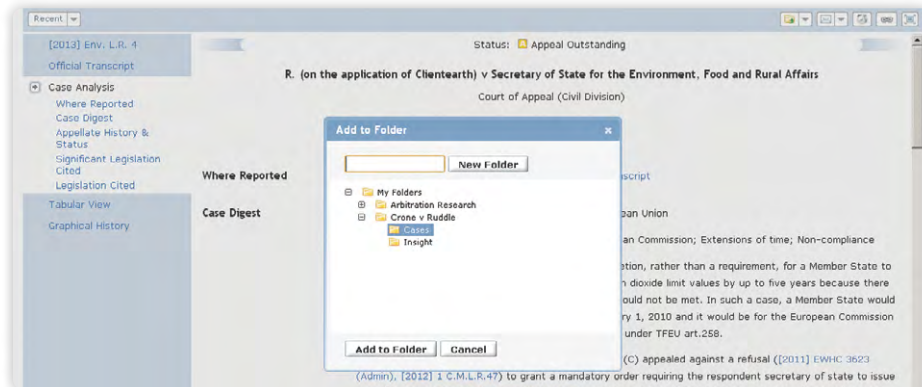 Recent
[2013] Env. L.R. 4
Official Transcript
Case Analysis
Where Reported
Case Digest
Appellate History &
Status
Significant Legislation
Cited
Legislation Cited
Tabular View
Graphical History
Status: Appeal Outstanding
R. (on the application of Clientearth) v Secretary of State for the Environment, Food and Rural Affairs
Court of Appeal (Civil Division)
Where Reported
Case Digest
Add to Folder x
New Folder
My Folders
Arbitration Research
Crone v Ruddle
Cases
Insight
Add to Folder Cancel
script
ean Union
an Commission; Extensions of time; Non-compliance
etion, rather than a requirement, for a Member State to
n dioxide limit values by up to five years because there
ould not be met. In such a case, a Member State would
ry 1, 2010 and it would be for the European Commission
under TFEU art.258.
(C) appealed against a refusal ([2011] EWHC 3623
(Admin), [2012] 1 C.M.L.R.47) to grant a mandatory order requiring the respondent secretary of state to issue